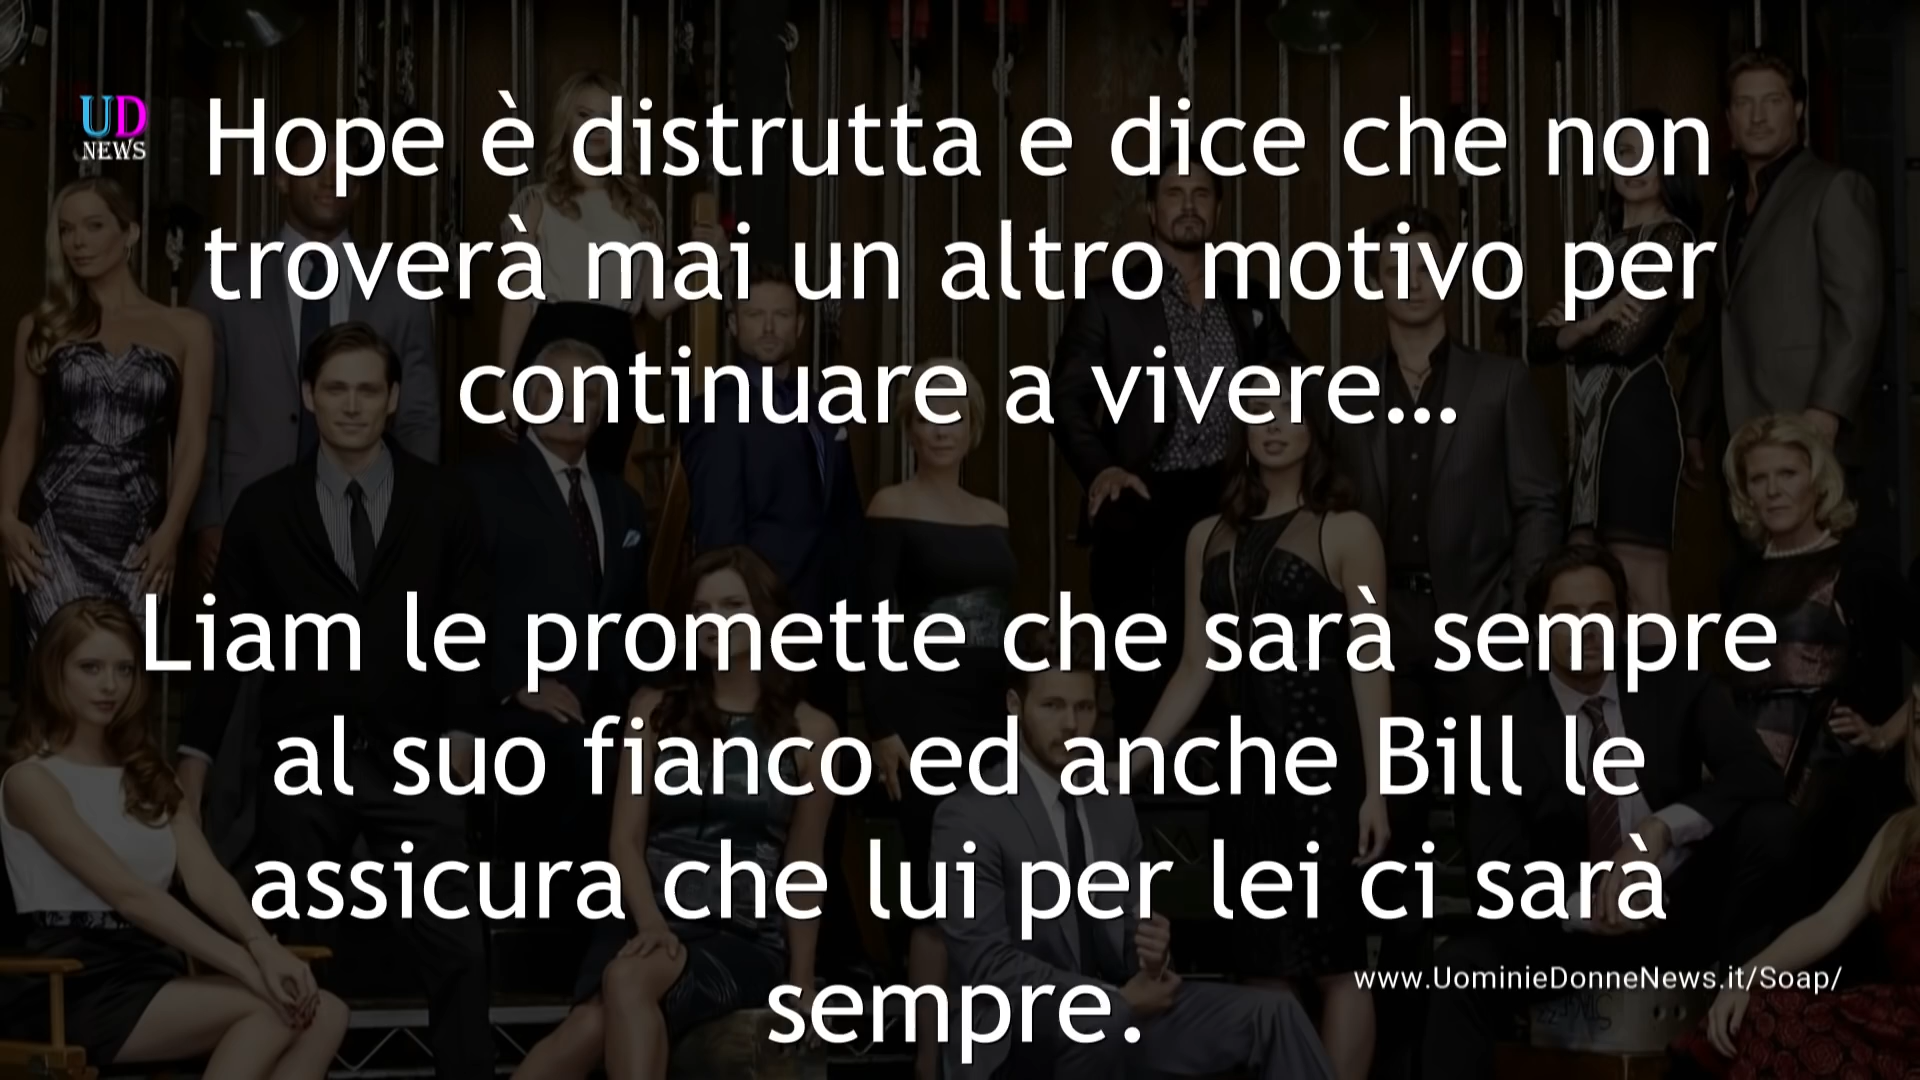 UD
NEWS
Hope è distrutta e dice che non
troverà mai un altro motivo per
continuare a vivere...
Liam le promette che sarà sempre
al suo fianco ed anche Bill le
assicura che lui per lei ci sarà
sempre.
www.UominieDonneNews.it/Soap/